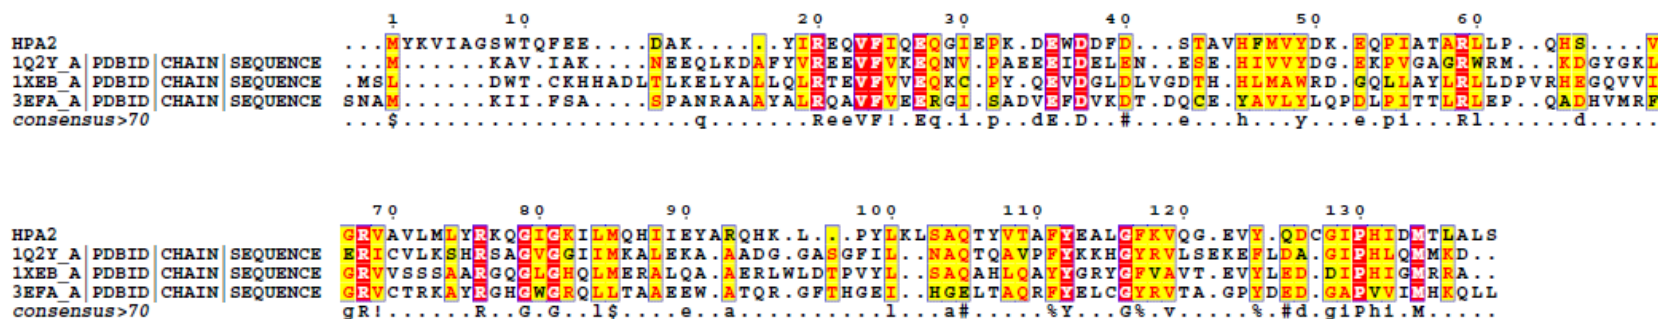 1 10 20 30 40 50 60
HPA2 ...MYKVIAGSWTQFEE....DAK.....​.YIREQVFIQEQGIEPK.DEWDDFD...STAVHFMVYDK.EQPIATARLLP..QHS...V
1Q2Y_A|PDBID|CHAIN|SEQUENCE ...M......KAV.IAK....NEEQLKDAFYVREEVFVKEQNV.PAEEEIDELEN..ESE.HIVVYDG.EKPVGAGRWRM...KDGYGKL
1XEB_A|PDBID|CHAIN|SEQUENCE .MSL......DWT.CKHHADLTLKELYALLQLRTEVFVVEQKC.PY.QEVDGLDLVGDTH.HLMAWRD.GQLLAYLRLLDPVRHEGQVVI
3EFA_A|PDBID|CHAIN|SEQUENCE SNAM......KII.FSA....SPANRAAAYALRQAVFVEERGI.SADVEFDVKDT.DQCE.YAVLYLQPDLPITTLRLEP..QADHVMRF
consensus>70 ...$....................q.......ReeVF!.Eq.i.p..dE.D..#...e...h...y...e.pi...Rl......d.....
70 80 90 100 110 120 130
HPA2 GRVAVLMLYRKQGIGKILMQHIIEYARQHK.L...PYLKLSAQTYVTAFYEALGFKVQG.EVY.QDCGIPHIDMTLALS
1Q2Y_A|PDBID|CHAIN|SEQUENCE ERICVLKSHRSAGVGGIIMKALEKA.AADG.GASGFIL..NAQTQAVPFYKKHGYRVLSEKEFLDA.GIPHLQMMKD..
1XEB_A|PDBID|CHAIN|SEQUENCE GRVVSSSAARGQGLGHQLMERALQA.AERLWLDTPVYL..SAQAHLQAYYGRYGFVAVT.EVYLED.DIPHIGMRRA..
3EFA_A|PDBID|CHAIN|SEQUENCE GRVCTRKAYRGHGWGRQLLTAAEEW.ATQR.GFTHGEI..HGELTAQRFYELCGYRVTA.GPYDED.GAPVVIMHKQLL
consensus>70 gR!......R..G.G..l$....e..a..........l...a#.....%Y...G%.v.....%.#d.giPhi.M.....